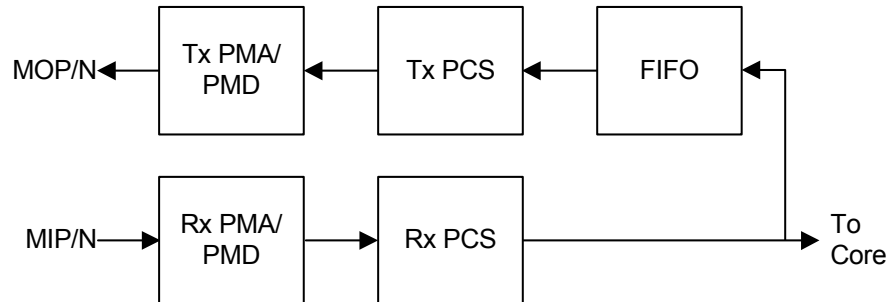 MOP/N
Tx PMA/
PMD
Tx PCS
FIFO
MIP/N
Rx PMA/
PMD
Rx PCS
To
Core